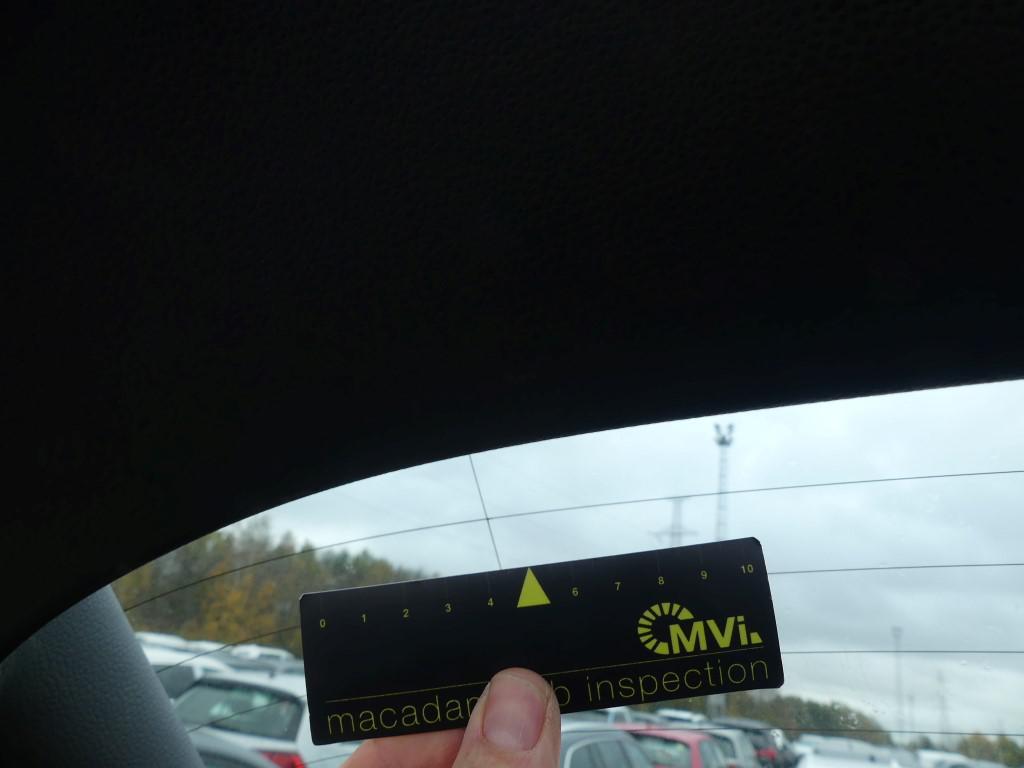 0 1 2 3 4 6 7 8 9 10
MVi.
macadam inspection